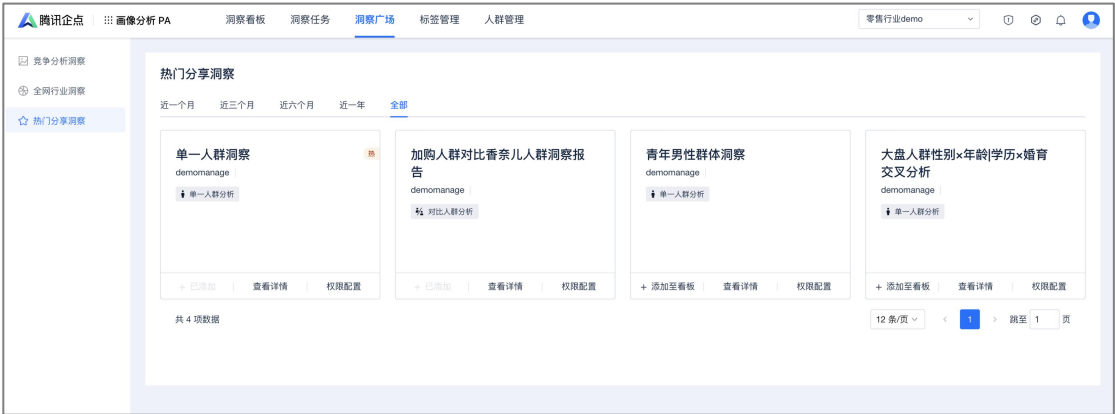 腾讯企点 画像分析 PA 洞察看板 洞察任务 洞察广场 标签管理 人群管理 零售行业demo
竞争分析洞察
全网行业洞察
热门分享洞察
热门分享洞察
近一个月 近三个月 近六个月 近一年 全部
单一人群洞察 热
demomanage
单一人群分析
+ 已添加 查看详情 权限配置
加购人群对比香奈儿人群洞察报
告
demomanage
对比人群分析
+ 已添加 查看详情 权限配置
青年男性群体洞察
demomanage
单一人群分析
+ 添加至看板 查看详情 权限配置
大盘人群性别×年龄|学历×婚育
交叉分析
demomanage
单一人群分析
+ 添加至看板 查看详情 权限配置
共 4 项数据 12 条/页 < 1 > 跳至 1 页